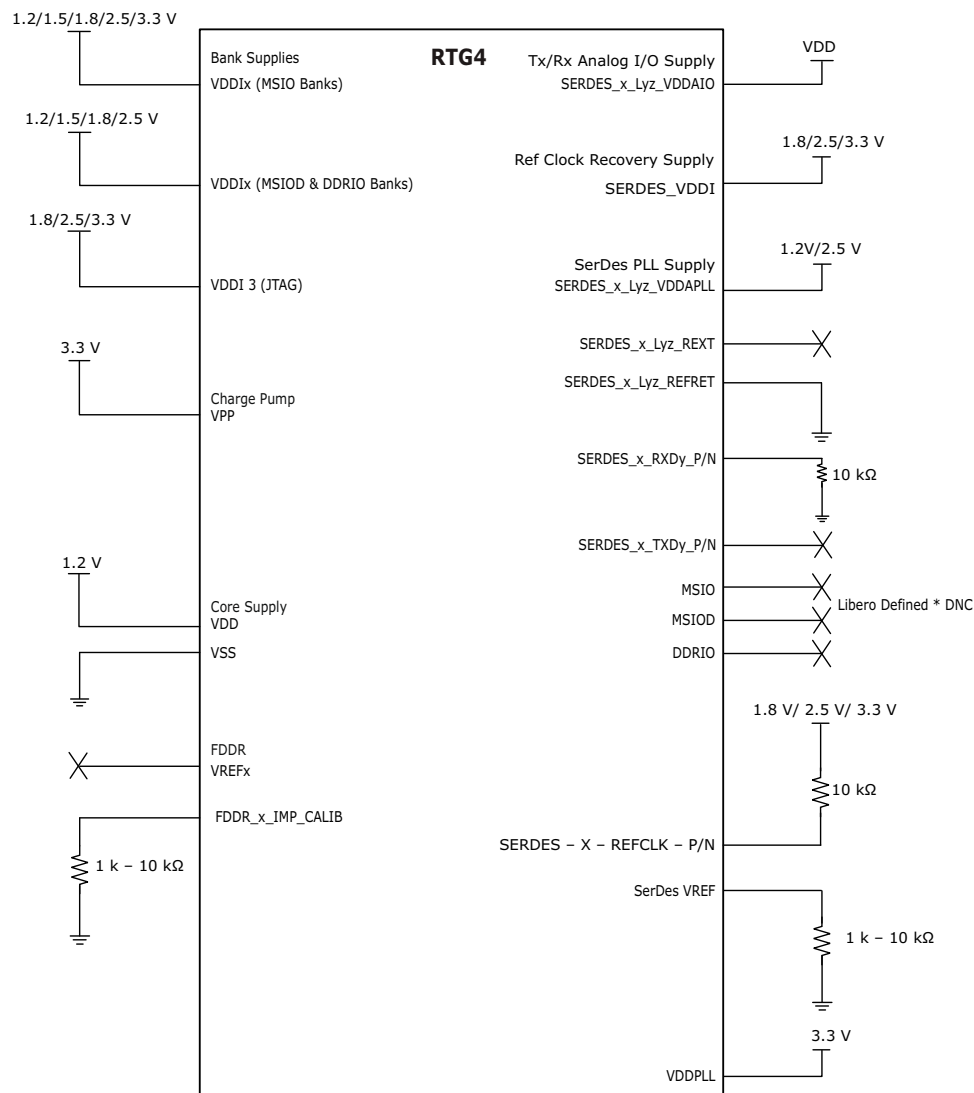 1.2/1.5/1.8/2.5/3.3 V
Bank Supplies
VDDIx (MSIO Banks)
1.2/1.5/1.8/2.5 V
VDDIx (MSIOD & DDRIO Banks)
1.8/2.5/3.3 V
VDDI 3 (JTAG)
3.3 V
Charge Pump
VPP
1.2 V
Core Supply
VDD
VSS
FDDR
VREFx
FDDR_x_IMP_CALIB
1 k – 10 kΩ
RTG4
Tx/Rx Analog I/O Supply
SERDES_x_Lyz_VDDAIO
VDD
Ref Clock Recovery Supply
SERDES_VDDI
1.8/2.5/3.3 V
SerDes PLL Supply
SERDES_x_Lyz_VDDAPLL
1.2V/2.5 V
SERDES_x_Lyz_REXT
SERDES_x_Lyz_REFRET
SERDES_x_RXDy_P/N
10 kΩ
SERDES_x_TXDy_P/N
MSIO
MSIOD
DDRIO
Libero Defined * DNC
1.8 V/ 2.5 V/ 3.3 V
10 kΩ
SERDES – X – REFCLK – P/N
SerDes VREF
1 k – 10 kΩ
3.3 V
VDDPLL